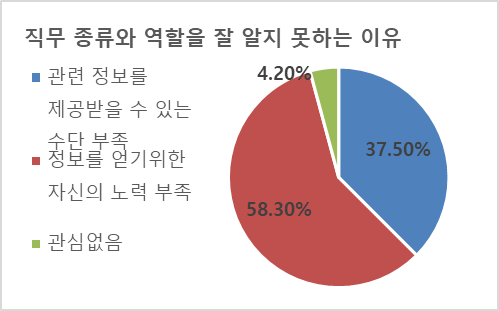 직무 종류와 역할을 잘 알지 못하는 이유
관련 정보를
제공받을 수 있는
수단 부족
정보를 얻기위한
자신의 노력 부족
관심없음
4.20%
37.50%
58.30%